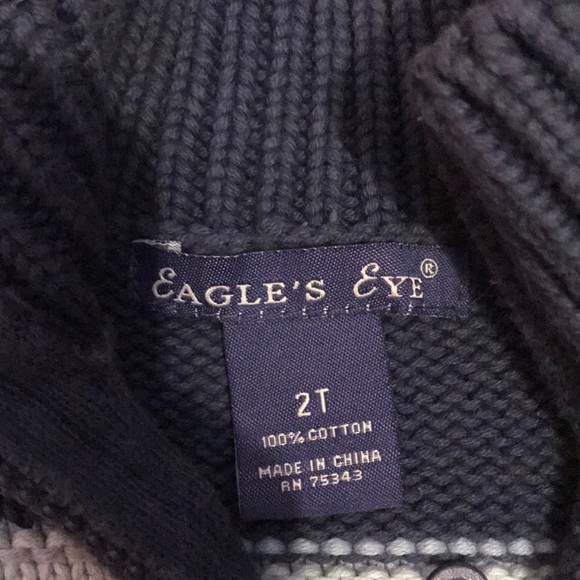 EAGLE'S EYE®
2T
100% COTTON
MADE IN CHINA
RN 75343